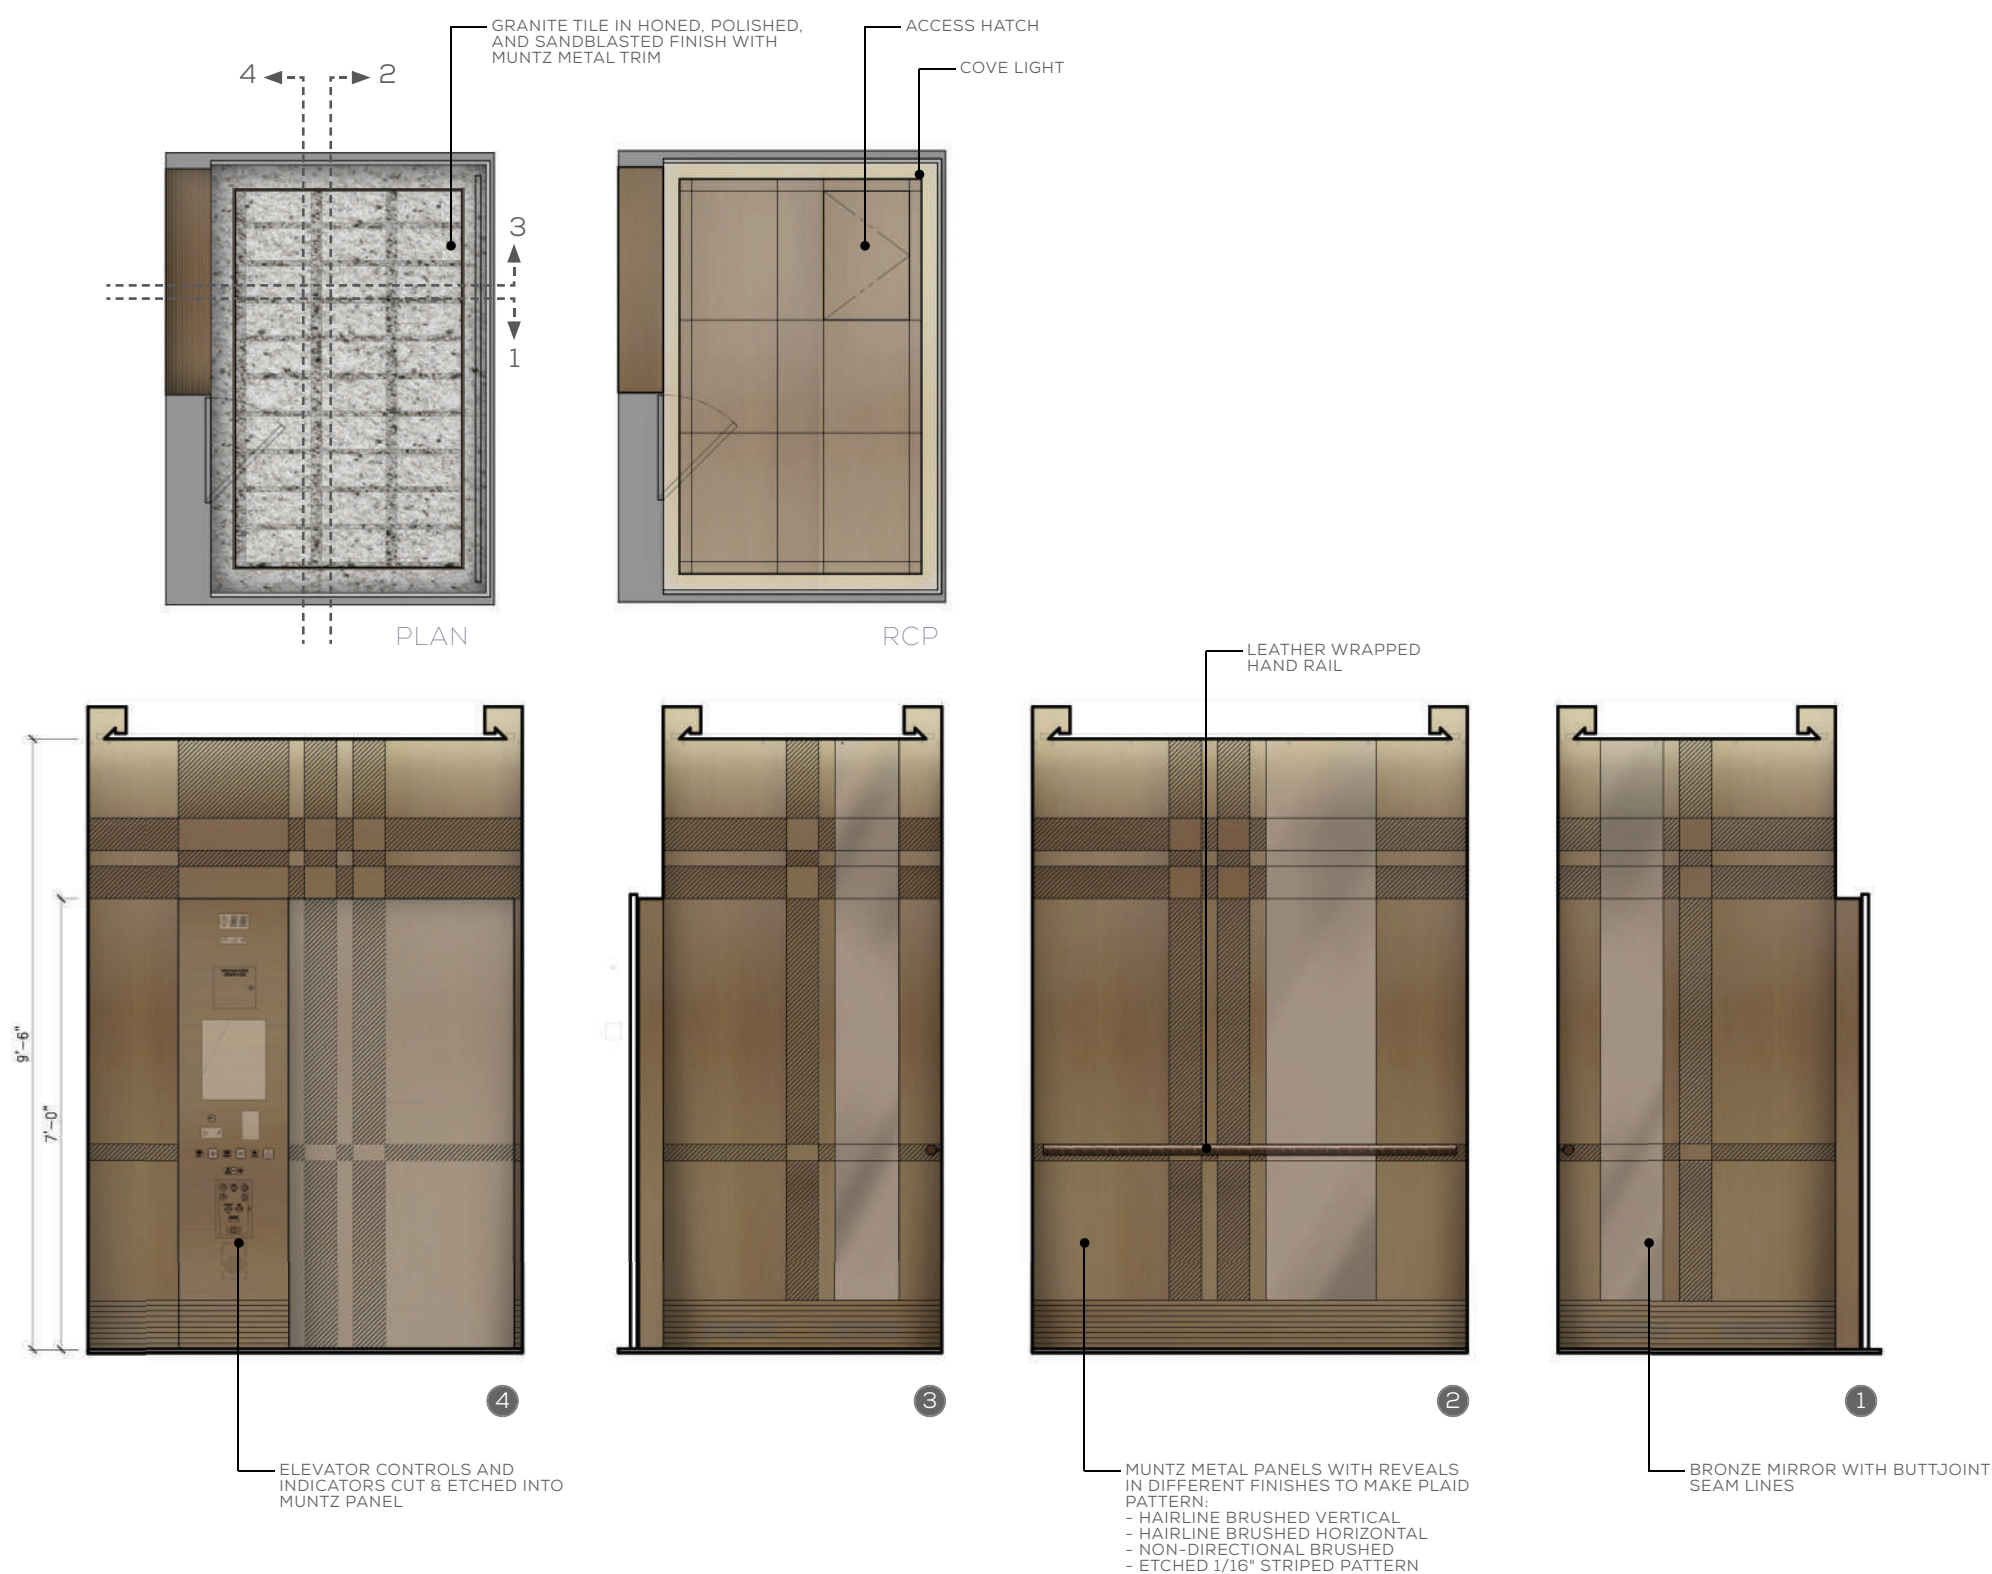 GRANITE TILE IN HONED, POLISHED,
AND SANDBLASTED FINISH WITH
MUNTZ METAL TRIM
ACCESS HATCH
COVE LIGHT
4
2
3
1
PLAN
RCP
LEATHER WRAPPED
HAND RAIL
9'-6"
7'-0"
4
3
2
1
ELEVATOR CONTROLS AND
INDICATORS CUT & ETCHED INTO
MUNTZ PANEL
MUNTZ METAL PANELS WITH REVEALS
IN DIFFERENT FINISHES TO MAKE PLAID
PATTERN:
- HAIRLINE BRUSHED VERTICAL
- HAIRLINE BRUSHED HORIZONTAL
- NON-DIRECTIONAL BRUSHED
- ETCHED 1/16" STRIPED PATTERN
BRONZE MIRROR WITH BUTTJOINT
SEAM LINES